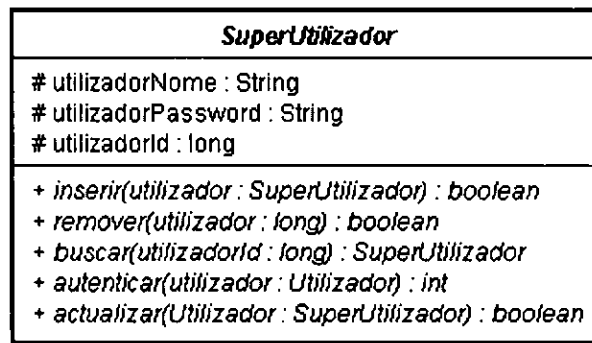 SuperUtilizador
# utilizadorNome : String
# utilizadorPassword : String
# utilizadorId : long
+ inserir(utilizador : SuperUtilizador) : boolean
+ remover(utilizador : long) : boolean
+ buscar(utilizadorId : long) : SuperUtilizador
+ autenticar(utilizador : Utilizador) : int
+ actualizar(Utilizador : SuperUtilizador) : boolean